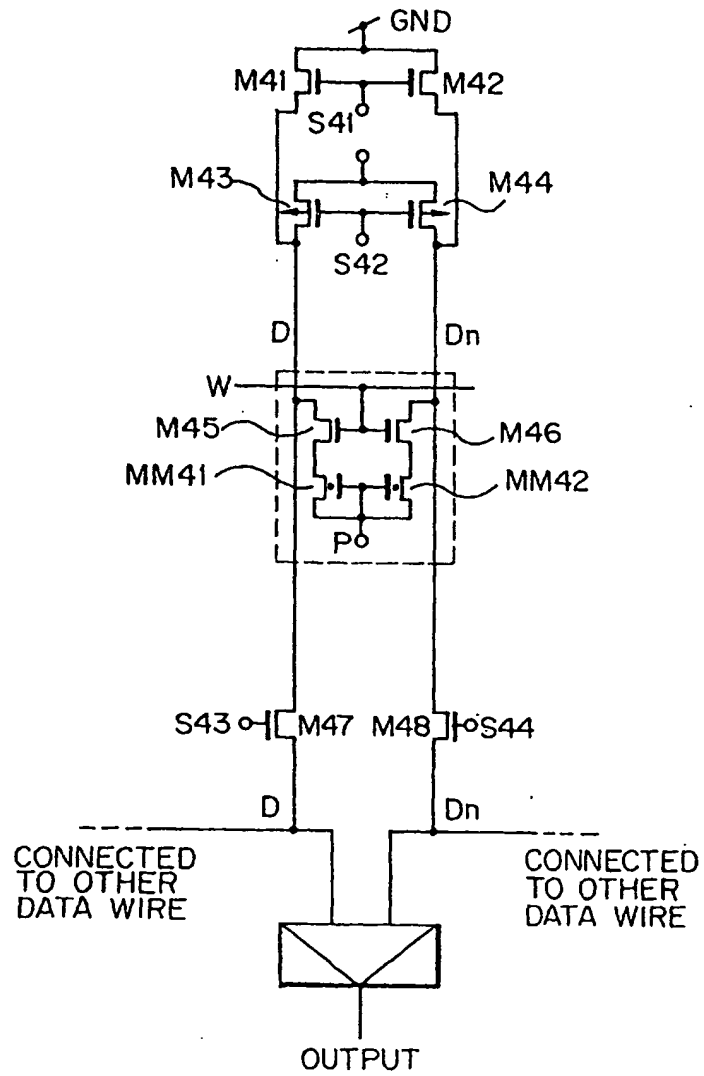 GND
M41
M42
S41
M43
M44
S42
D
Dn
W
M45
M46
MM41
MM42
P
S43
M47
M48
S44
D
Dn
CONNECTED
TO OTHER
DATA WIRE
CONNECTED
TO OTHER
DATA WIRE
OUTPUT